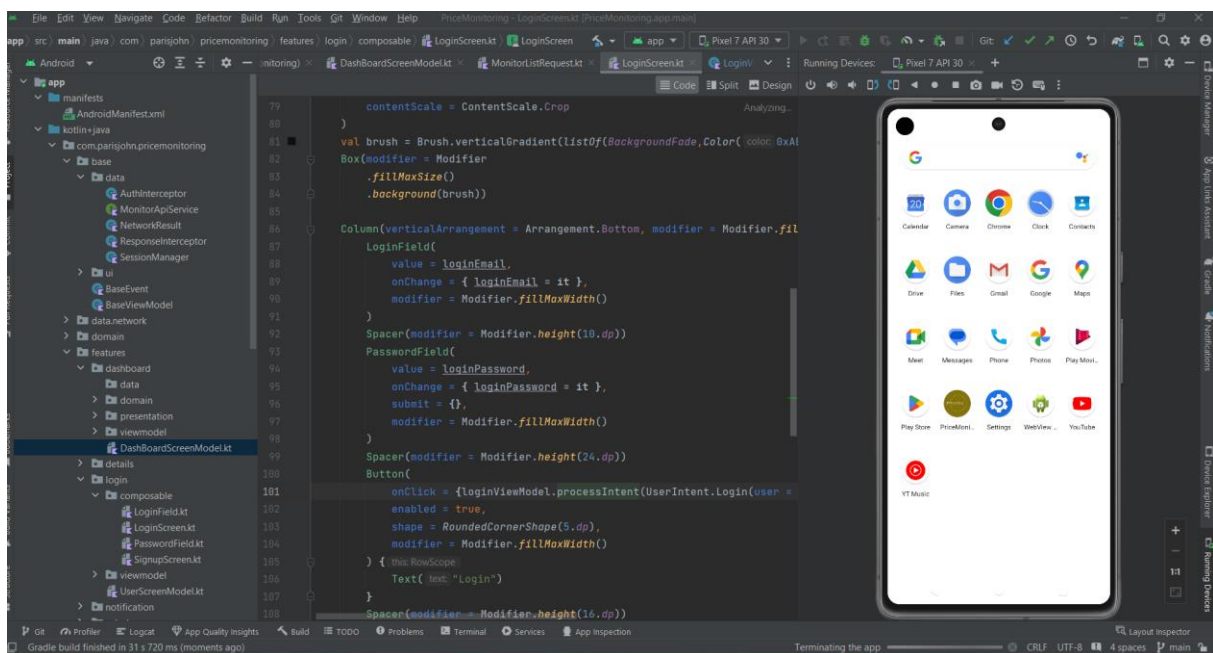 File Edit View Navigate Code Refactor Build Run Tools Git Window Help PriceMonitoring - LoginScreen.kt [PriceMonitoring.app.main]
app src main java com parisjohn pricemonitoring features login composable LoginScreen.kt LoginScreen app Pixel 7 API 30 Git:
Android
DashBoardScreenModel.kt MonitorListRequest.kt LoginScreen.kt Running Devices: Pixel 7 API 30
Code Split Design
app
manifests
AndroidManifest.xml
kotlin+java
com.parisjohn.pricemonitoring
base
data
AuthInterceptor
MonitorApiService
NetworkResult
ResponseInterceptor
SessionManager
ui
BaseEvent
BaseViewModel
data.network
domain
features
dashboard
data
domain
presentation
viewmodel
DashBoardScreenModel.kt
details
login
composable
LoginField.kt
LoginScreen.kt
PasswordField.kt
SignupScreen.kt
viewmodel
UserScreenModel.kt
notification
Analyzing...
79 contentScale = ContentScale.Crop
80 )
81 val brush = Brush.verticalGradient(listOf(BackgroundFade,Color( color:
82 Box(modifier = Modifier
83 .fillMaxSize()
84 .background(brush))
85
86 Column(verticalArrangement = Arrangement.Bottom, modifier = Modifier.fil
87 LoginField(
88 value = loginEmail,
89 onChange = { loginEmail = it },
90 modifier = Modifier.fillMaxWidth()
91 )
92 Spacer(modifier = Modifier.height(10.dp))
93 PasswordField(
94 value = loginPassword,
95 onChange = { loginPassword = it },
96 submit = {},
97 modifier = Modifier.fillMaxWidth()
98 )
99 Spacer(modifier = Modifier.height(24.dp))
100 Button(
101 onClick = {loginViewModel.processIntent(UserIntent.Login(user =
102 enabled = true,
103 shape = RoundedCornerShape(5.dp),
104 modifier = Modifier.fillMaxWidth()
105 ) { this: RowScope
106 Text( text: "Login")
107 }
108 Spacer(modifier = Modifier.height(16.dp))
20
Calendar Camera Chrome Clock Contacts
Drive Files Gmail Google Maps
Meet Messages Phone Photos Play Movi..
Play Store PriceMoni.. Settings WebView .. YouTube
YT Music
1:1
Device Manager
App Links Assistant
Gradle
Notifications
Device Explorer
Running Devices
Project
Git Profiler Logcat App Quality Insights Build TODO Problems Terminal Services App Inspection Layout Inspector
Gradle build finished in 31 s 720 ms (moments ago) Terminating the app CRLF UTF-8 4 spaces main